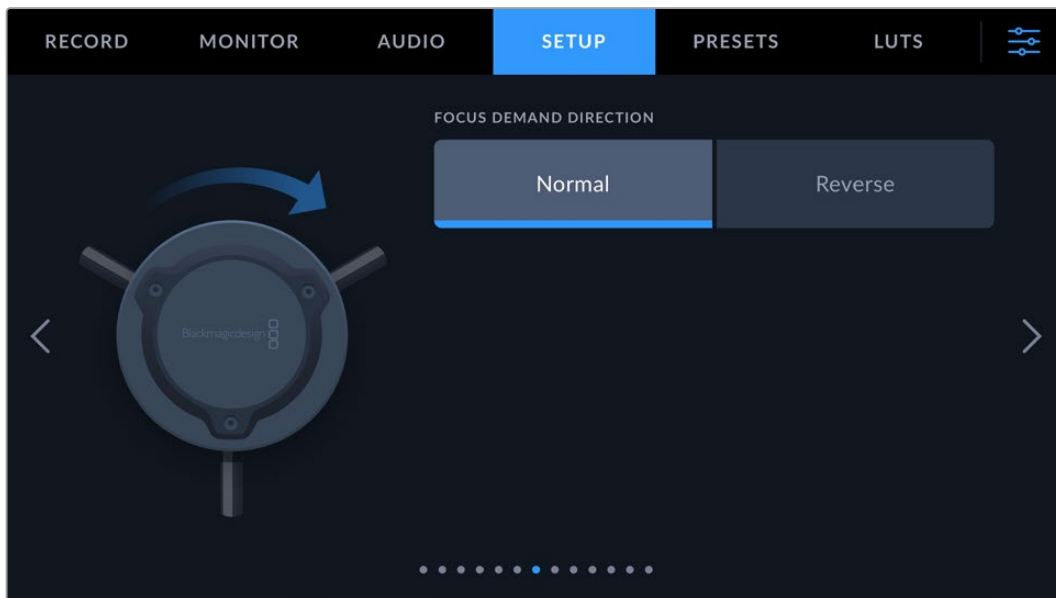 RECORD MONITOR AUDIO SETUP PRESETS LUTS
FOCUS DEMAND DIRECTION
Normal Reverse
Blackmagicdesign